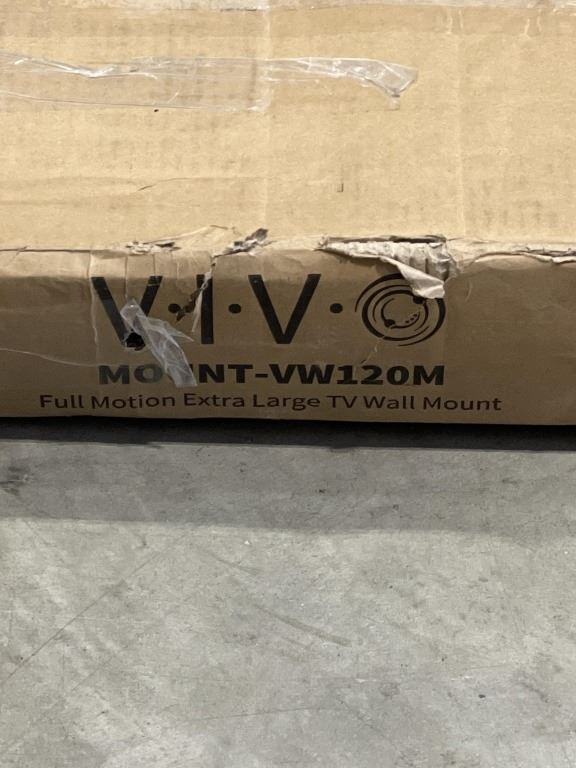 V·I·V·O
MOUNT-VW120M
Full Motion Extra Large TV Wall Mount